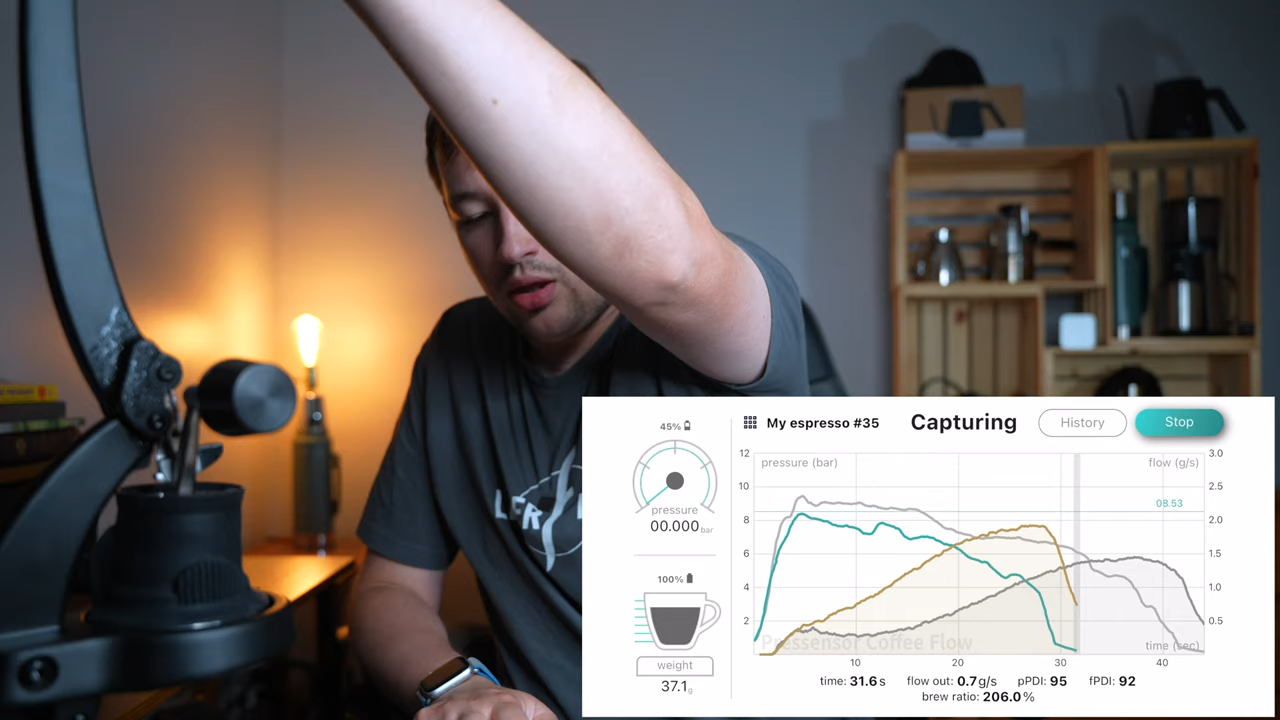 45%
My espresso #35
Capturing
History
Stop
12
pressure (bar)
flow (g/s)
3.0
10
2.5
08.53
pressure
00.000 bar
8
2.0
6
1.5
100%
4
1.0
2
0.5
Pressensor Coffee Flow
time (sec)
weight
37.1 g
10
20
30
40
time: 31.6 s
flow out: 0.7 g/s
pPDI: 95
fPDI: 92
brew ratio: 206.0 %